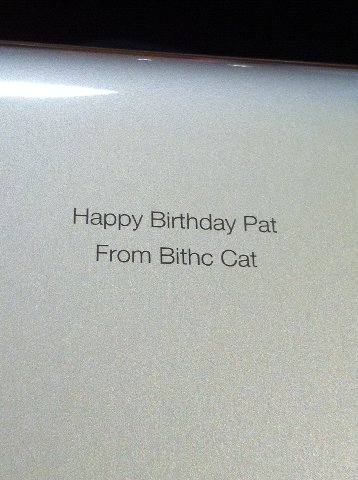 Happy Birthday Pat
From Bithc Cat